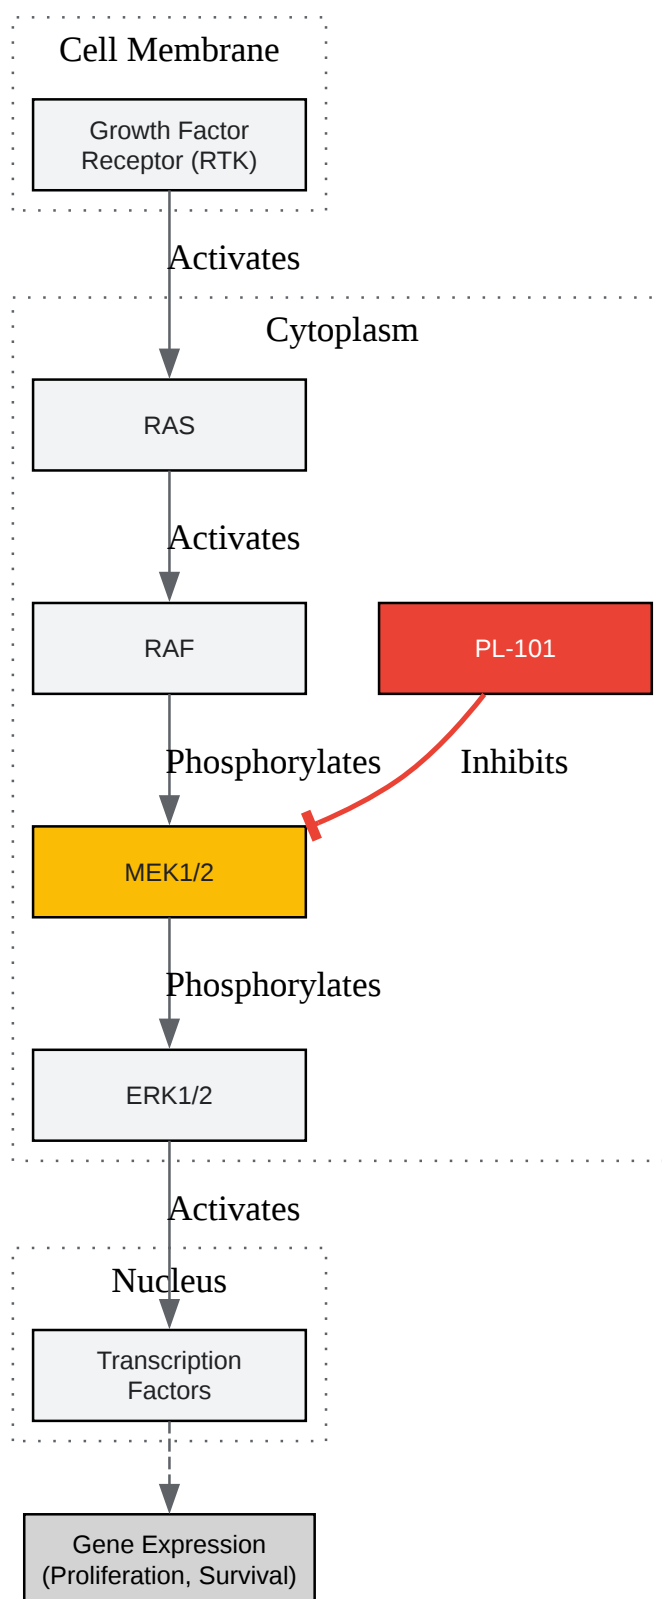 Cell Membrane
Growth Factor
Receptor (RTK)
Activates
Cytoplasm
RAS
Activates
RAF
PL-101
Phosphorylates
Inhibits
MEK1/2
Phosphorylates
ERK1/2
Activates
Nucleus
Transcription
Factors
Gene Expression
(Proliferation, Survival)